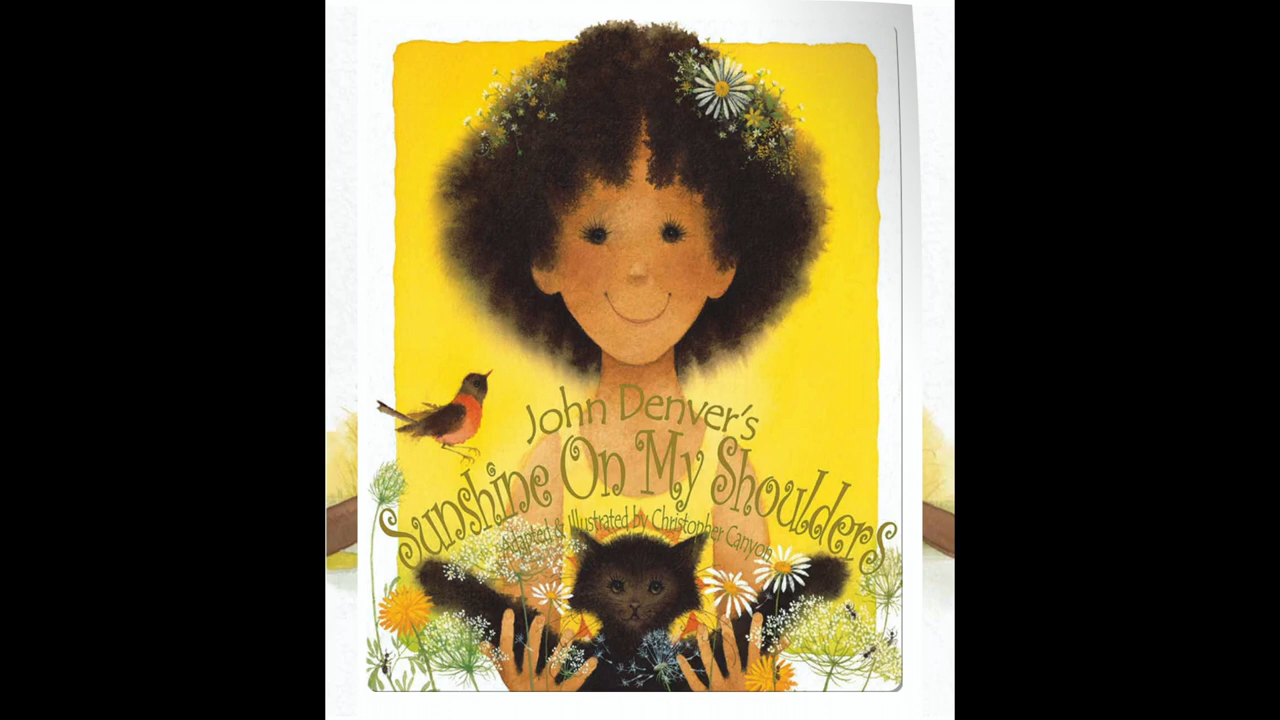 John Denver's
Sunshine On My Shoulders
Adapted & Illustrated by Christopher Canyon